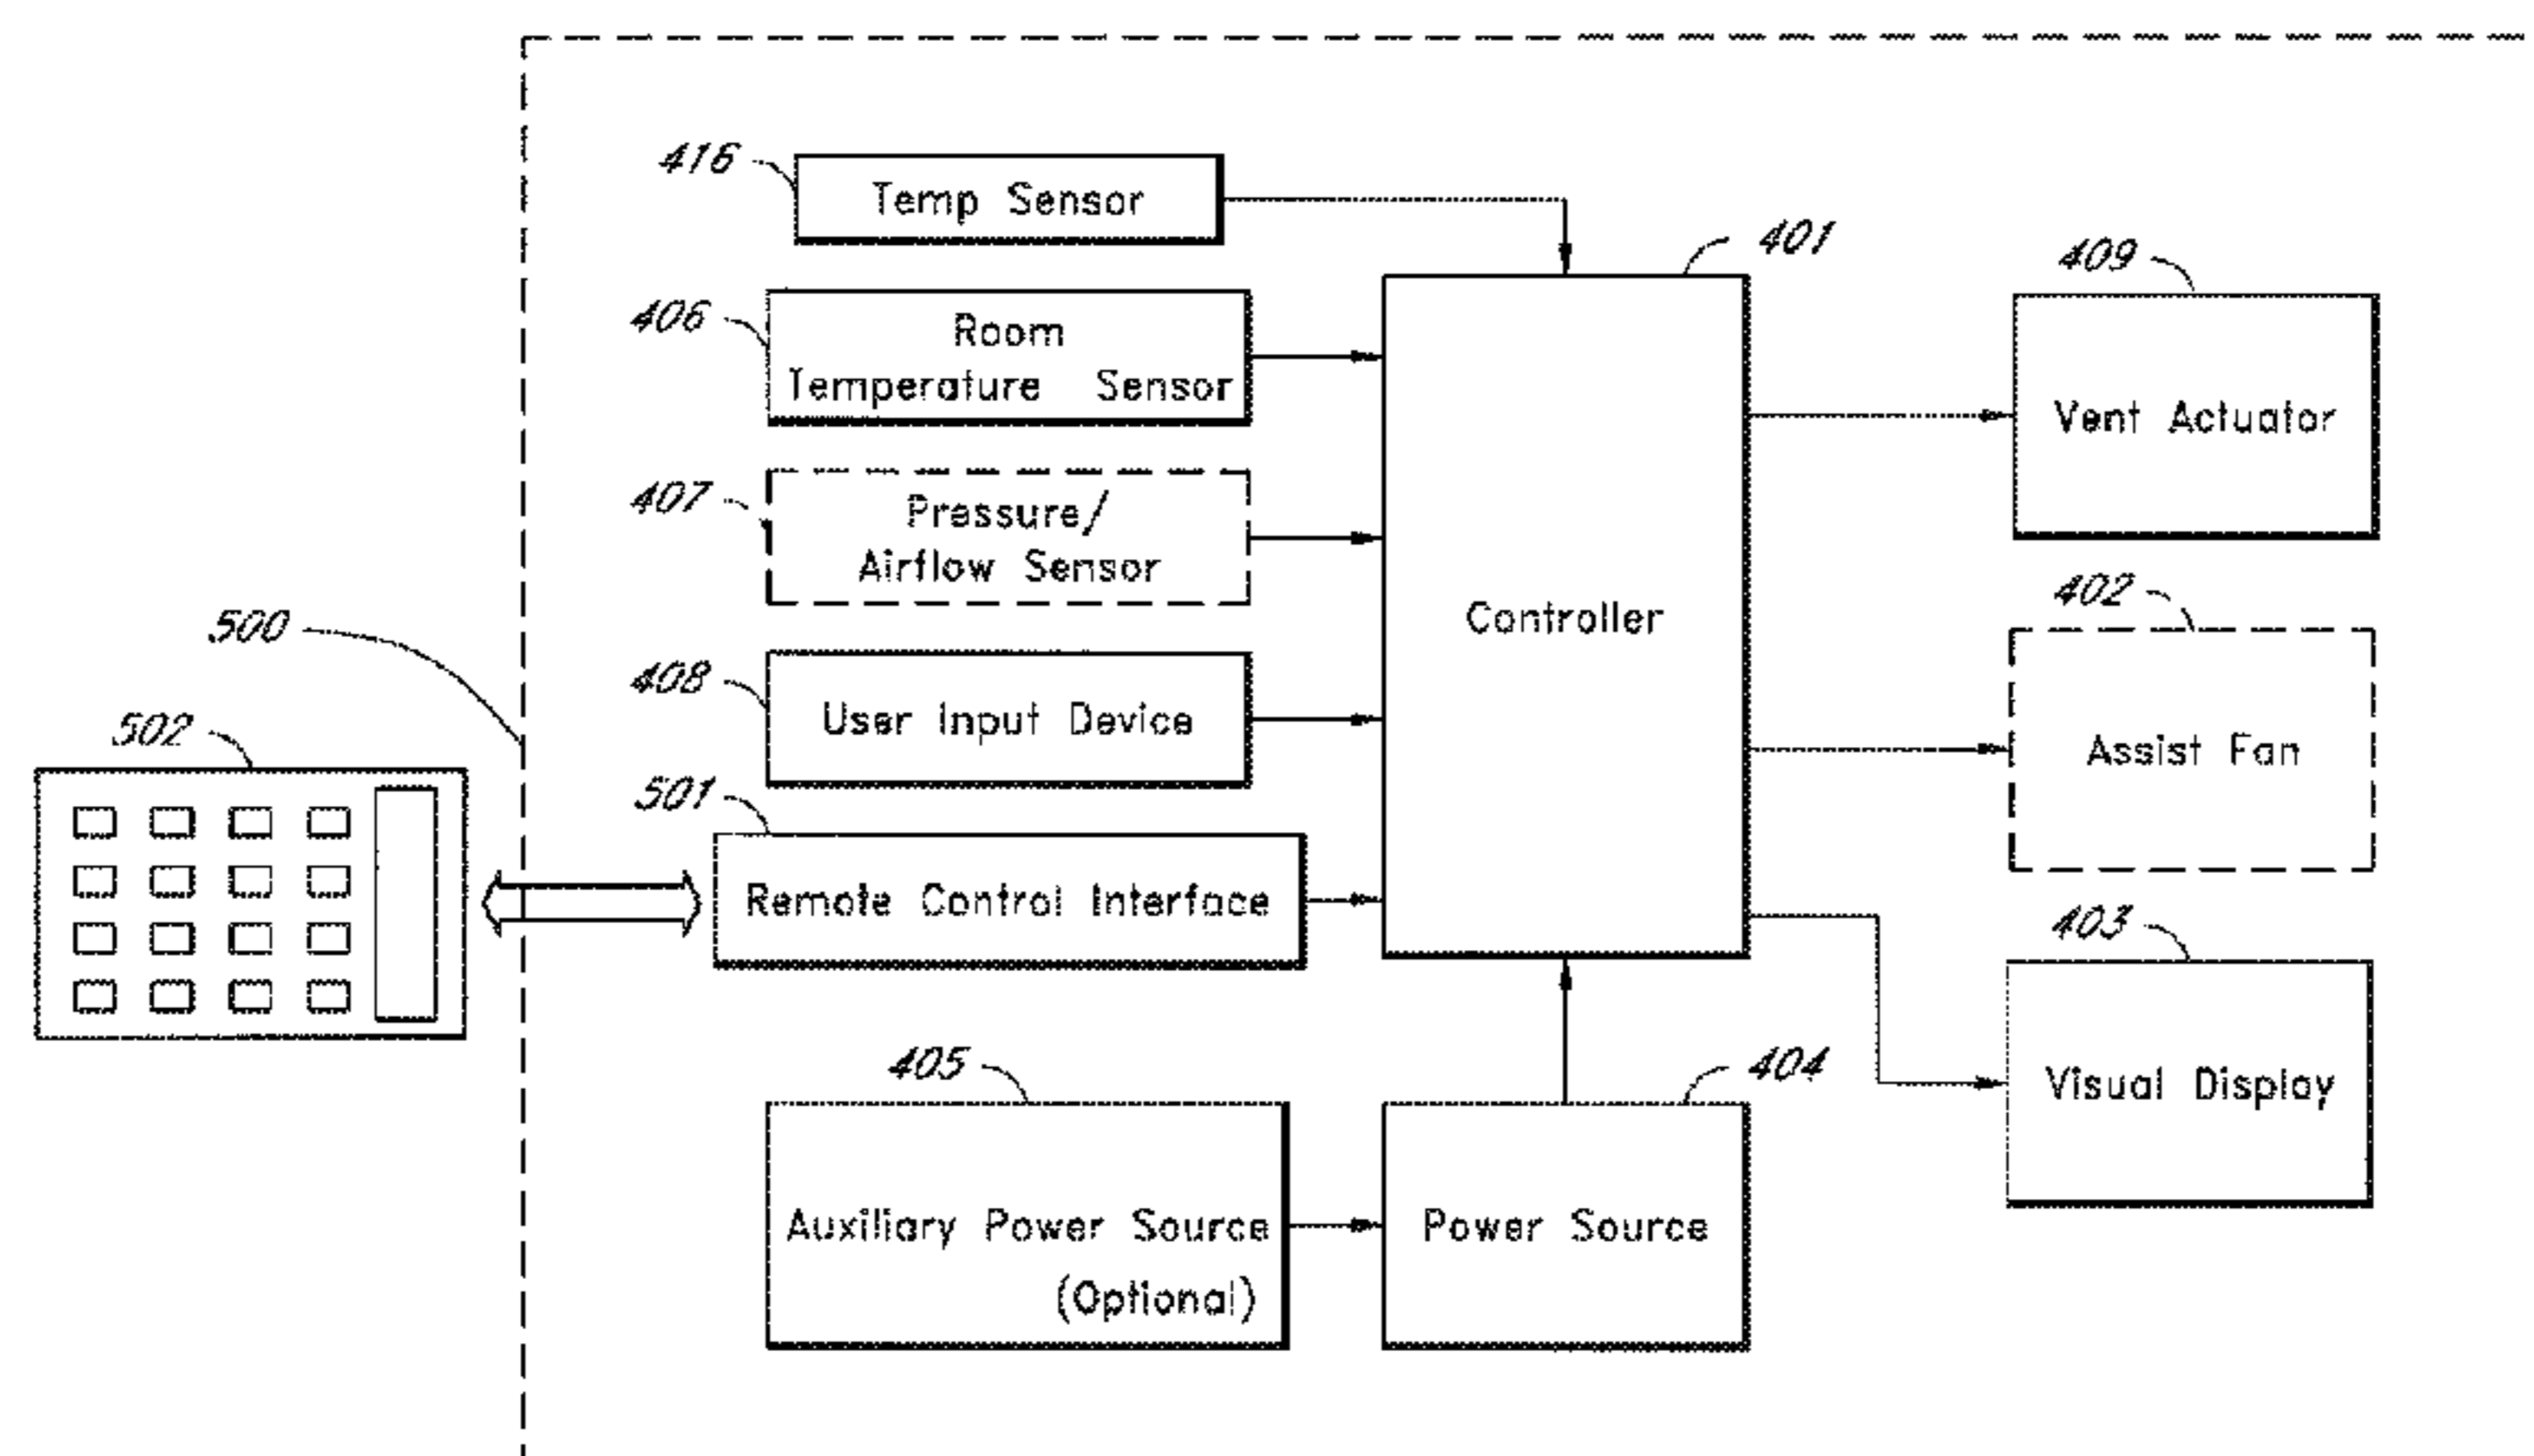 416
Temp Sensor
401
409
406
Room
Temperature Sensor
Vent Actuator
407
Pressure/
Airflow Sensor
Controller
402
500
408
User Input Device
Assist Fan
502
501
Remote Control Interface
403
405
404
Visual Display
Auxiliary Power Source
(Optional)
Power Source